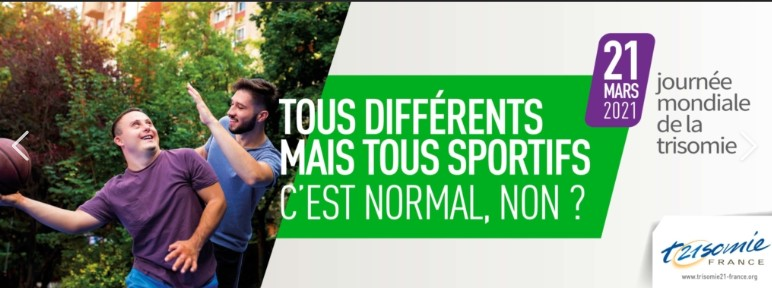 TOUS DIFFÉRENTS
MAIS TOUS SPORTIFS
C'EST NORMAL, NON ?
21
MARS
2021
journée
mondiale
de la
trisomie
trisomie
FRANCE
www.trisomie21-france.org